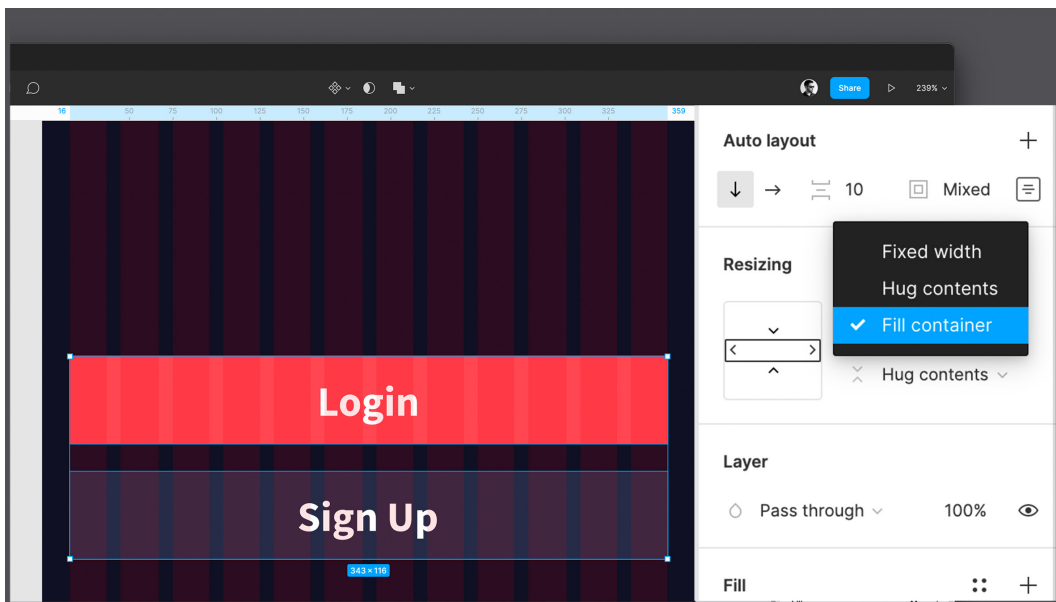 Share
239%
16 50 75 100 125 150 175 200 225 250 275 300 325 359
Auto layout
10
Mixed
Resizing
Fixed width
Hug contents
Fill container
Hug contents
Login
Sign Up
343 × 116
Layer
Pass through
100%
Fill